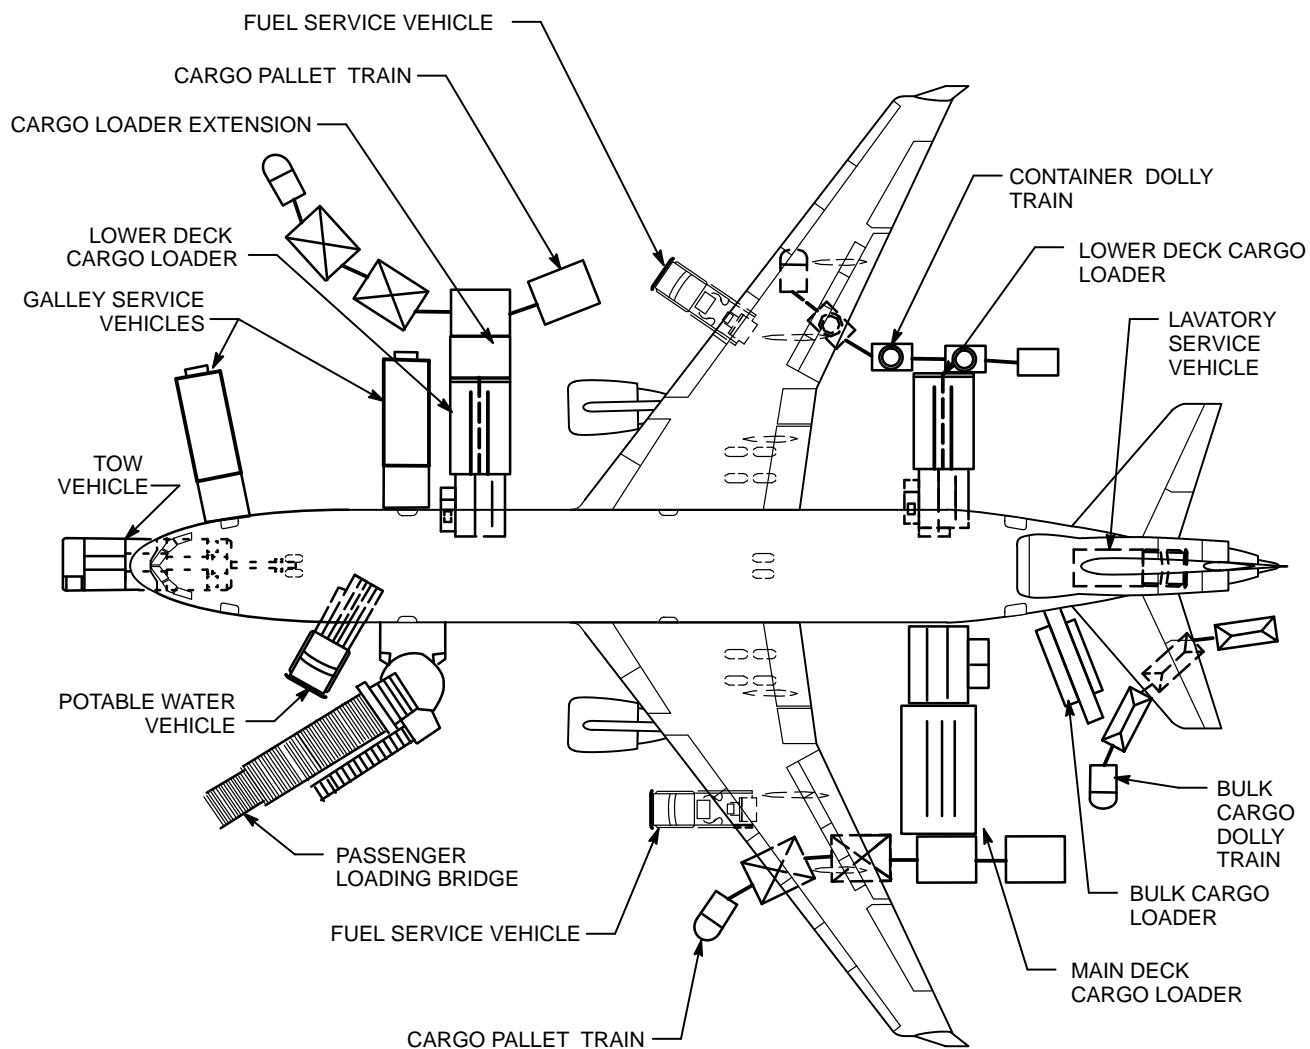 FUEL SERVICE VEHICLE
CARGO PALLET TRAIN
CARGO LOADER EXTENSION
LOWER DECK
CARGO LOADER
GALLEY SERVICE
VEHICLES
TOW
VEHICLE
CONTAINER DOLLY
TRAIN
LOWER DECK CARGO
LOADER
LAVATORY
SERVICE
VEHICLE
POTABLE WATER
VEHICLE
PASSENGER
LOADING BRIDGE
FUEL SERVICE VEHICLE
CARGO PALLET TRAIN
BULK
CARGO
DOLLY
TRAIN
BULK CARGO
LOADER
MAIN DECK
CARGO LOADER